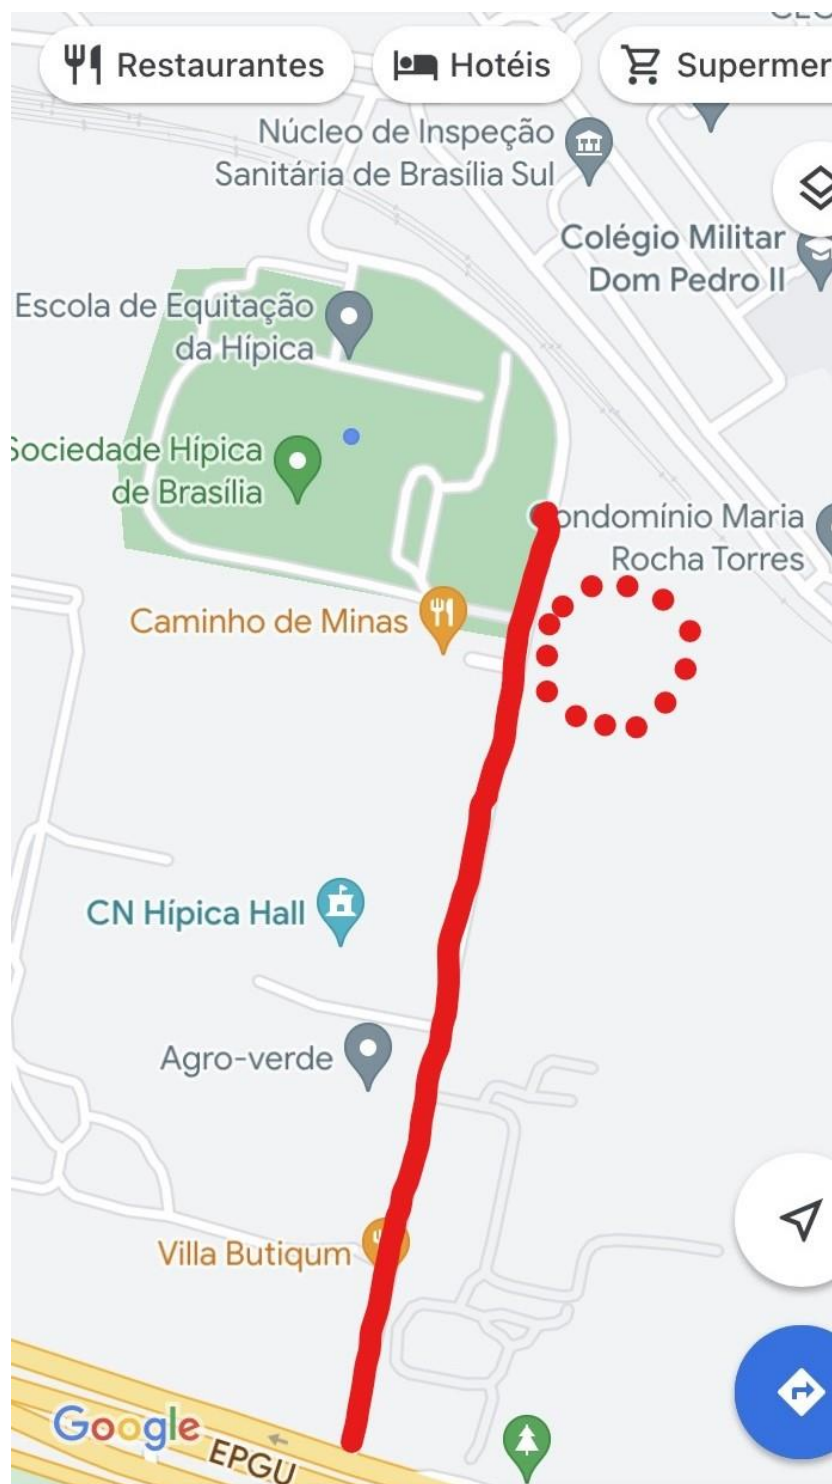 Restaurantes
Hotéis
Supermer
Núcleo de Inspeção
Sanitária de Brasília Sul
Colégio Militar
Dom Pedro II
Escola de Equitação
da Hípica
Sociedade Hípica
de Brasília
Condomínio Maria
Rocha Torres
Caminho de Minas
CN Hípica Hall
Agro-verde
Villa Butiqum
Google
EPGU